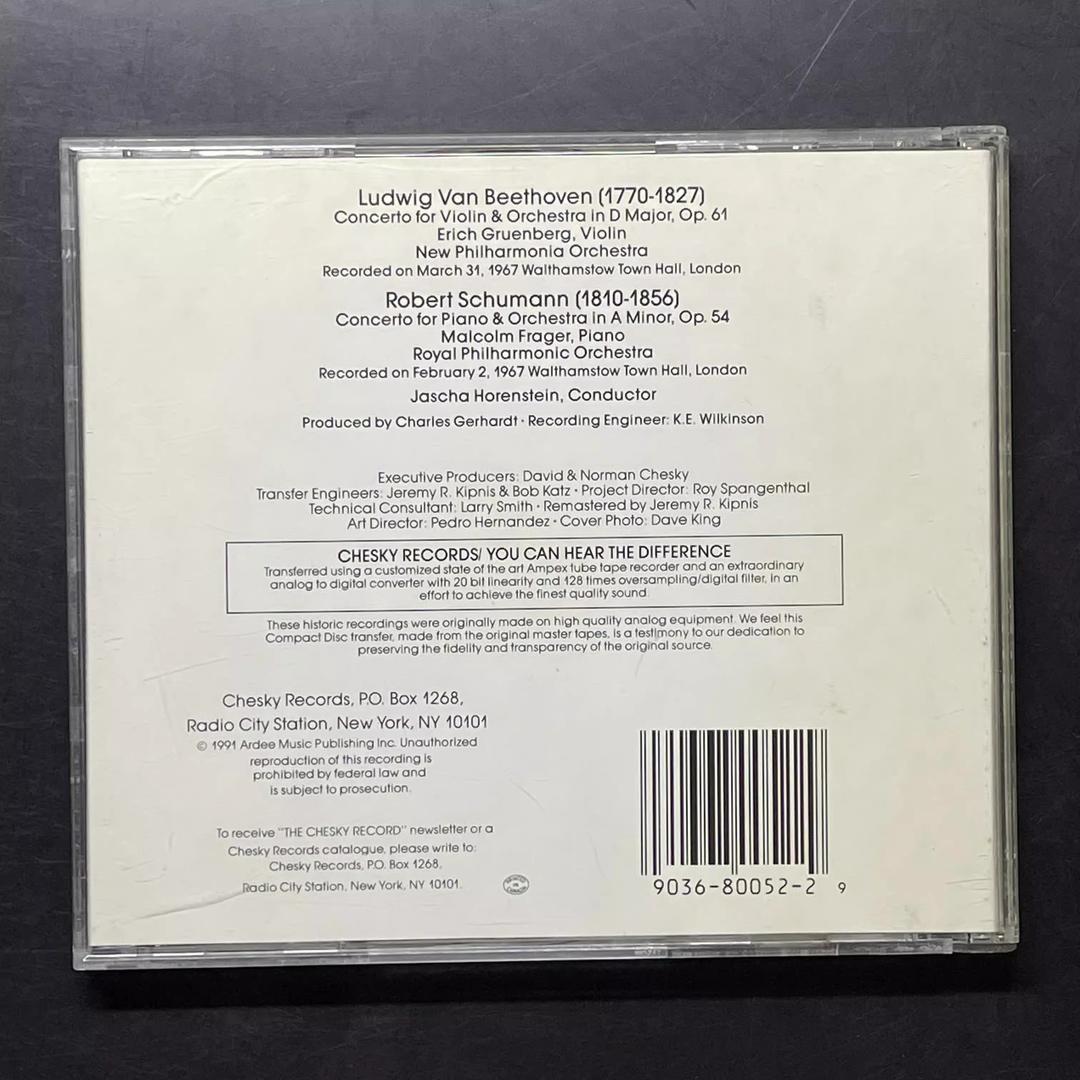 Ludwig Van Beethoven (1770-1827)
Concerto for Violin & Orchestra in D Major, Op. 61
Erich Gruenberg, Violin
New Philharmonia Orchestra
Recorded on March 31, 1967 Walthamstow Town Hall, London
Robert Schumann (1810-1856)
Concerto for Piano & Orchestra in A Minor, Op. 54
Malcolm Frager, Piano
Royal Philharmonic Orchestra
Recorded on February 2, 1967 Walthamstow Town Hall, London
Jascha Horenstein, Conductor
Produced by Charles Gerhardt • Recording Engineer: K.E. Wilkinson
Executive Producers: David & Norman Chesky
Transfer Engineers: Jeremy R. Kipnis & Bob Katz • Project Director: Roy Spangenthal
Technical Consultant: Larry Smith • Remastered by Jeremy R. Kipnis
Art Director: Pedro Hernandez • Cover Photo: Dave King
CHESKY RECORDS/ YOU CAN HEAR THE DIFFERENCE
Transferred using a customized state of the art Ampex tube tape recorder and an extraordinary
analog to digital converter with 20 bit linearity and 128 times oversampling/digital filter, in an
effort to achieve the finest quality sound.
These historic recordings were originally made on high quality analog equipment. We feel this
Compact Disc transfer, made from the original master tapes, is a testimony to our dedication to
preserving the fidelity and transparency of the original source.
Chesky Records, P.O. Box 1268,
Radio City Station, New York, NY 10101
© 1991 Ardee Music Publishing Inc. Unauthorized
reproduction of this recording is
prohibited by federal law and
is subject to prosecution.
To receive "THE CHESKY RECORD" newsletter or a
Chesky Records catalogue, please write to:
Chesky Records, P.O. Box 1268,
Radio City Station, New York, NY 10101.
9036-80052-2 9